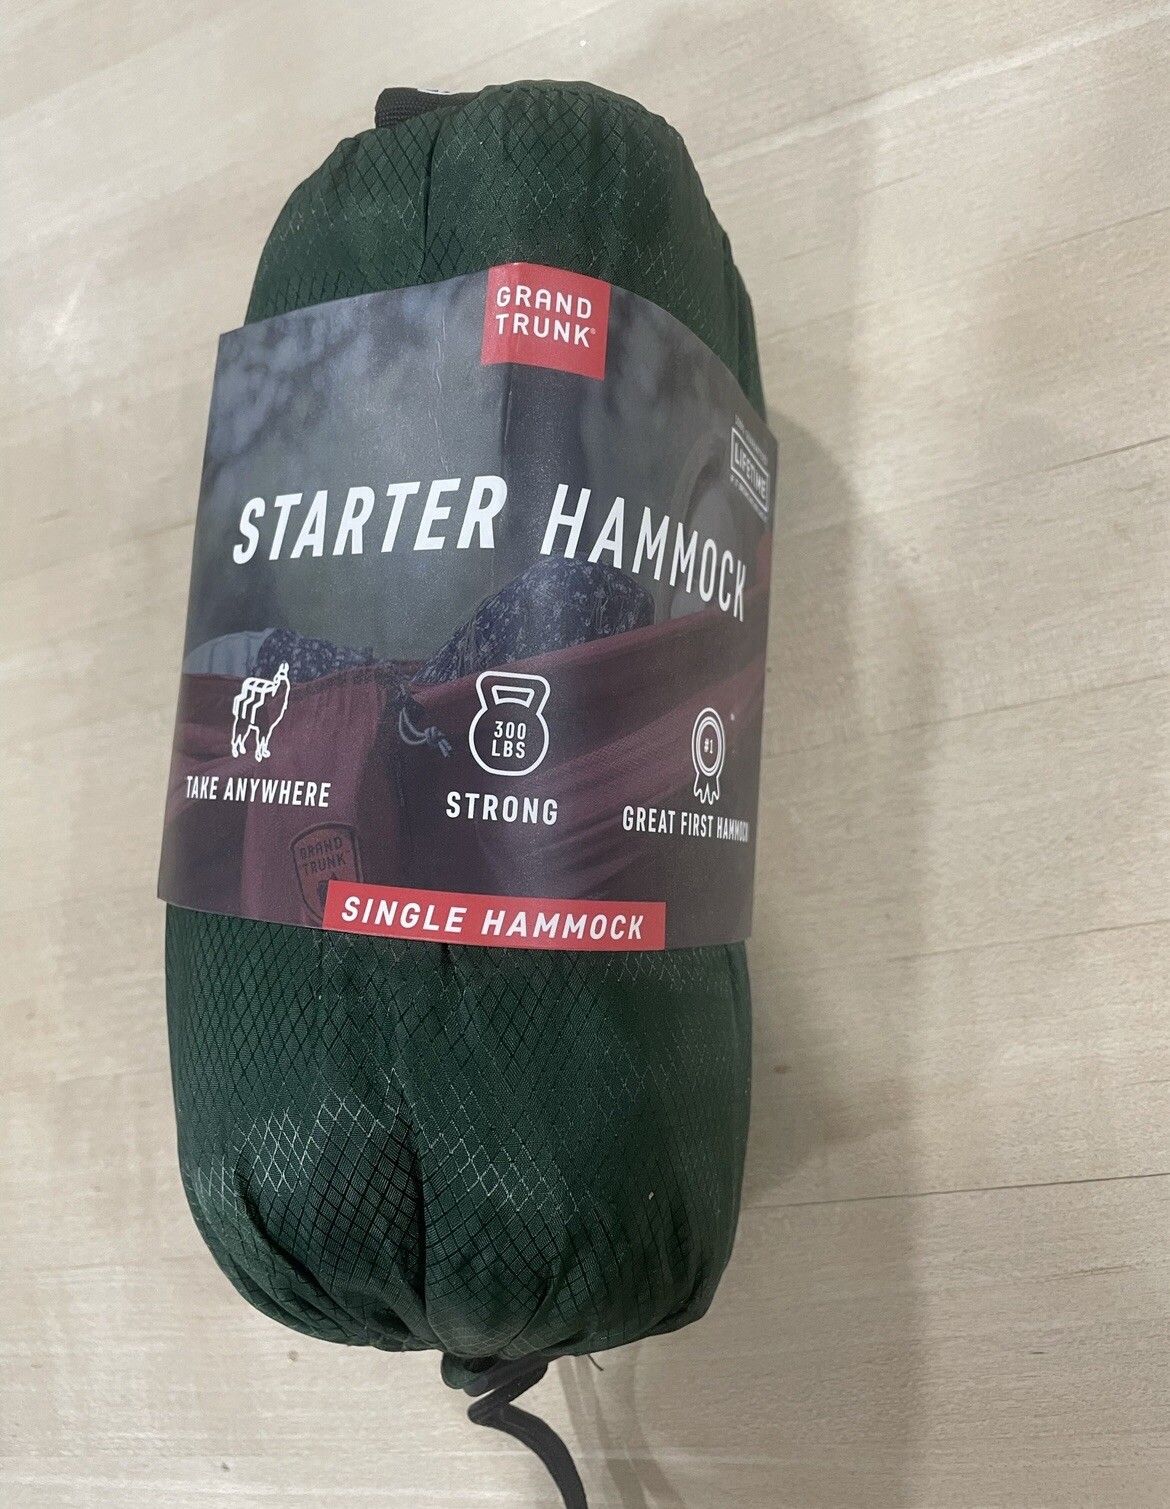 GRAND
TRUNK®
LIFETIME
STARTER HAMMOCK
300
LBS
#1
TAKE ANYWHERE
STRONG
GREAT FIRST HAMMOCK
GRAND
TRUNK
SINGLE HAMMOCK